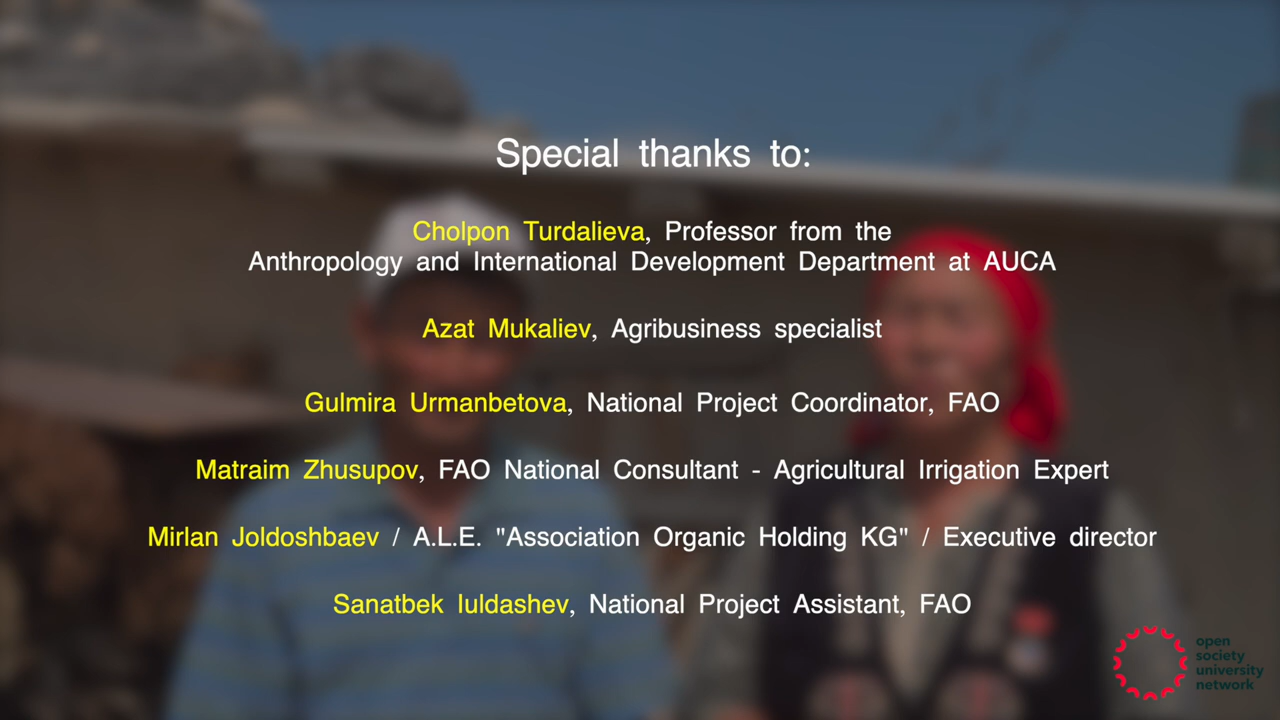 Special thanks to:
Cholpon Turdalieva, Professor from the
Anthropology and International Development Department at AUCA
Azat Mukaliev, Agribusiness specialist
Gulmira Urmanbetova, National Project Coordinator, FAO
Matraim Zhusupov, FAO National Consultant - Agricultural Irrigation Expert
Mirlan Joldoshbaev / A.L.E. "Association Organic Holding KG" / Executive director
Sanatbek Iuldashev, National Project Assistant, FAO
open
society
university
network